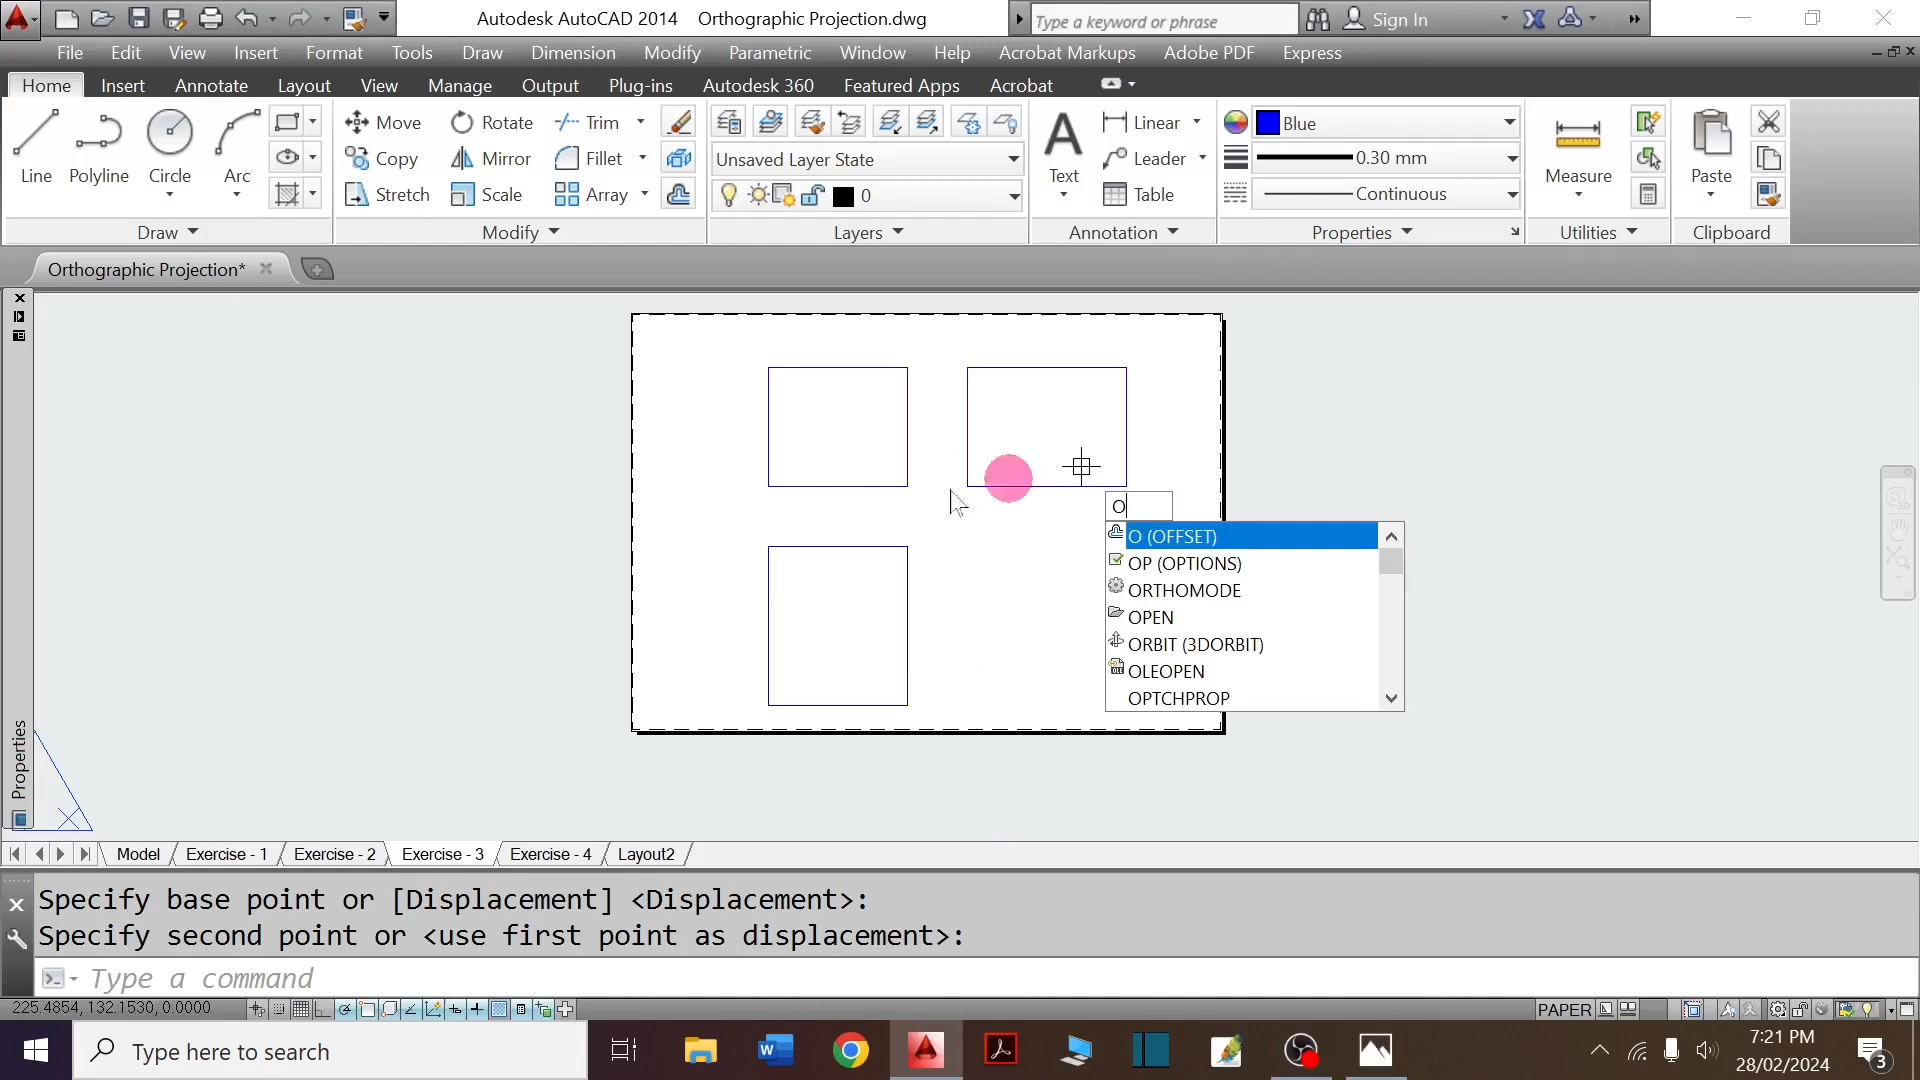 Autodesk AutoCAD 2014 Orthographic Projection.dwg
Type a keyword or phrase
Sign In
File Edit View Insert Format Tools Draw Dimension Modify Parametric Window Help Acrobat Markups Adobe PDF Express
Home Insert Annotate Layout View Manage Output Plug-ins Autodesk 360 Featured Apps Acrobat
Line Polyline Circle Arc
Move Rotate Trim
Copy Mirror Fillet
Stretch Scale Array
Unsaved Layer State
0
Text
Linear
Leader
Table
Blue
0.30 mm
Continuous
Measure
Paste
Draw Modify Layers Annotation Properties Utilities Clipboard
Orthographic Projection*
O
O (OFFSET)
OP (OPTIONS)
ORTHOMODE
OPEN
ORBIT (3DORBIT)
OLEOPEN
OPTCHPROP
Properties
Model Exercise - 1 Exercise - 2 Exercise - 3 Exercise - 4 Layout2
Specify base point or [Displacement] <Displacement>:
Specify second point or <use first point as displacement>:
Type a command
225.4854, 132.1530, 0.0000
PAPER
Type here to search
7:21 PM
28/02/2024
3